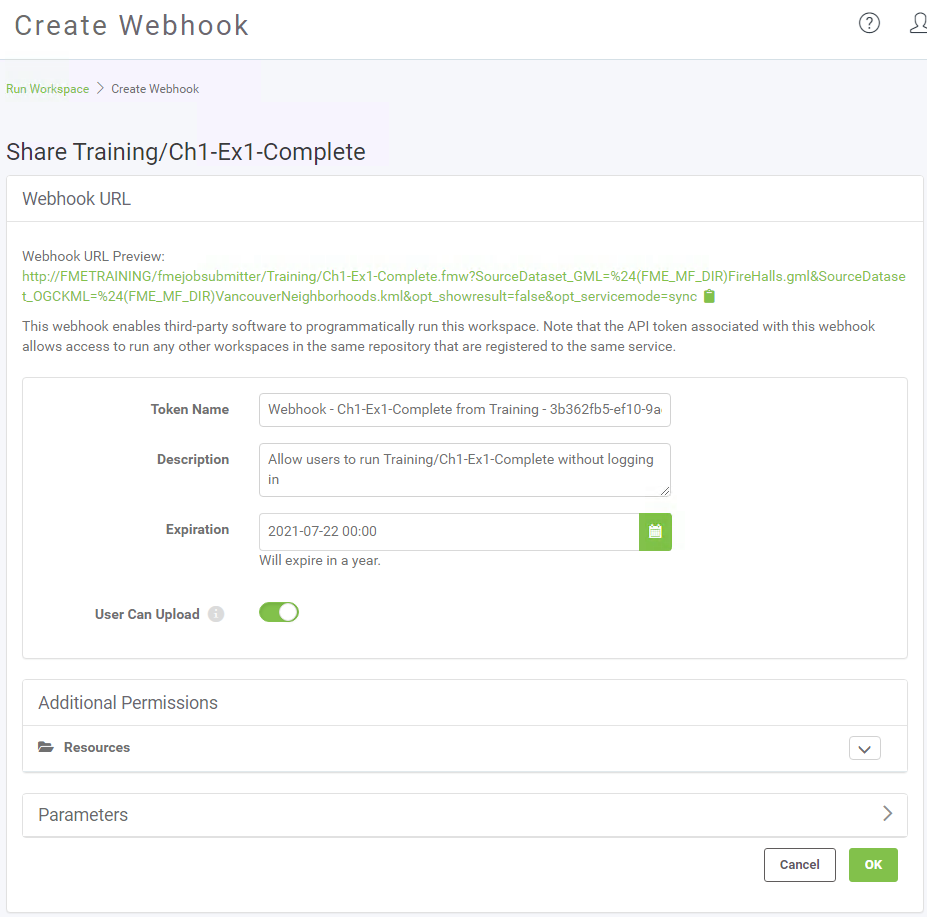 Create Webhook
Run Workspace > Create Webhook
Share Training/Ch1-Ex1-Complete
Webhook URL
Webhook URL Preview:
http://FMETRAINING/fmejobsubmitter/Training/Ch1-Ex1-Complete.fmw?SourceDataset_GML=%24(FME_MF_DIR)FireHalls.gml&SourceDatase
t_OGCKML=%24(FME_MF_DIR)VancouverNeighborhoods.kml&opt_showresult=false&opt_servicemode=sync
This webhook enables third-party software to programmatically run this workspace. Note that the API token associated with this webhook
allows access to run any other workspaces in the same repository that are registered to the same service.
Token Name
Webhook - Ch1-Ex1-Complete from Training - 3b362fb5-ef10-9a
Description
Allow users to run Training/Ch1-Ex1-Complete without logging
in
Expiration
2021-07-22 00:00
Will expire in a year.
User Can Upload
Additional Permissions
Resources
Parameters
Cancel
OK